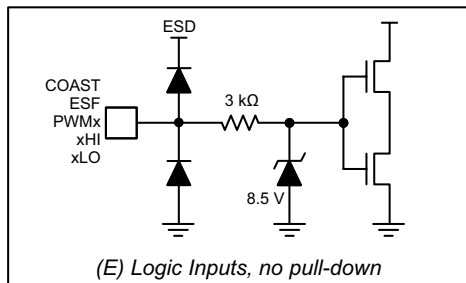 ESD
COAST
ESF
PWMx
xHI
xLO
3 kΩ
8.5 V
(E) Logic Inputs, no pull-down